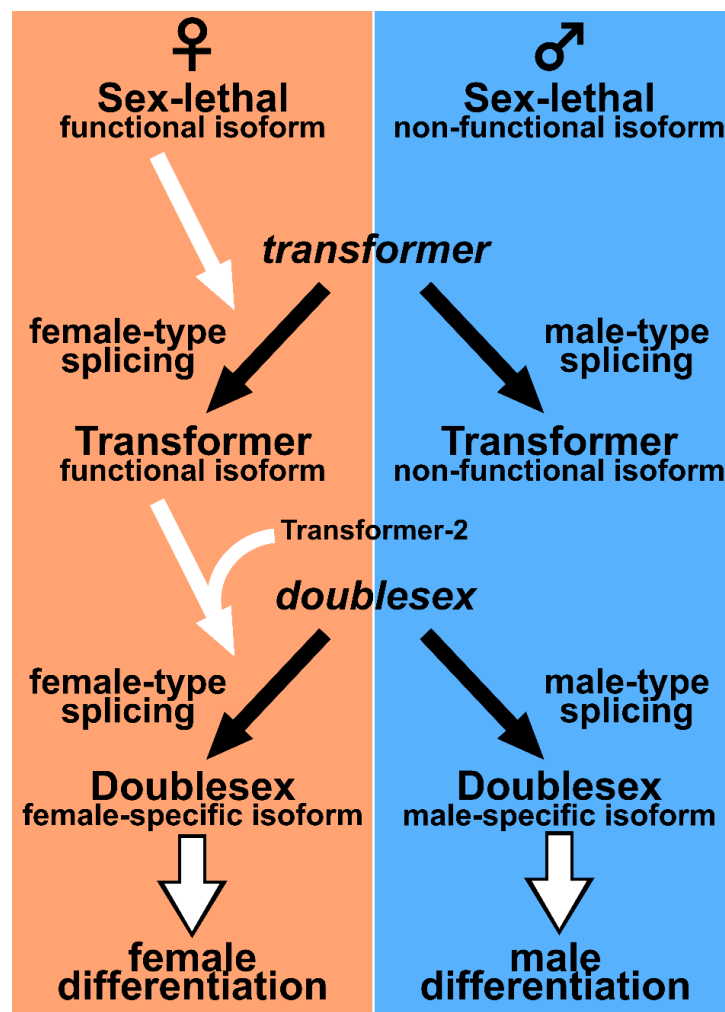 ♀ ♂
Sex-lethal Sex-lethal
functional isoform non-functional isoform
transformer
female-type male-type
splicing splicing
Transformer Transformer
functional isoform non-functional isoform
Transformer-2
doublesex
female-type male-type
splicing splicing
Doublesex Doublesex
female-specific isoform male-specific isoform
female male
differentiation differentiation